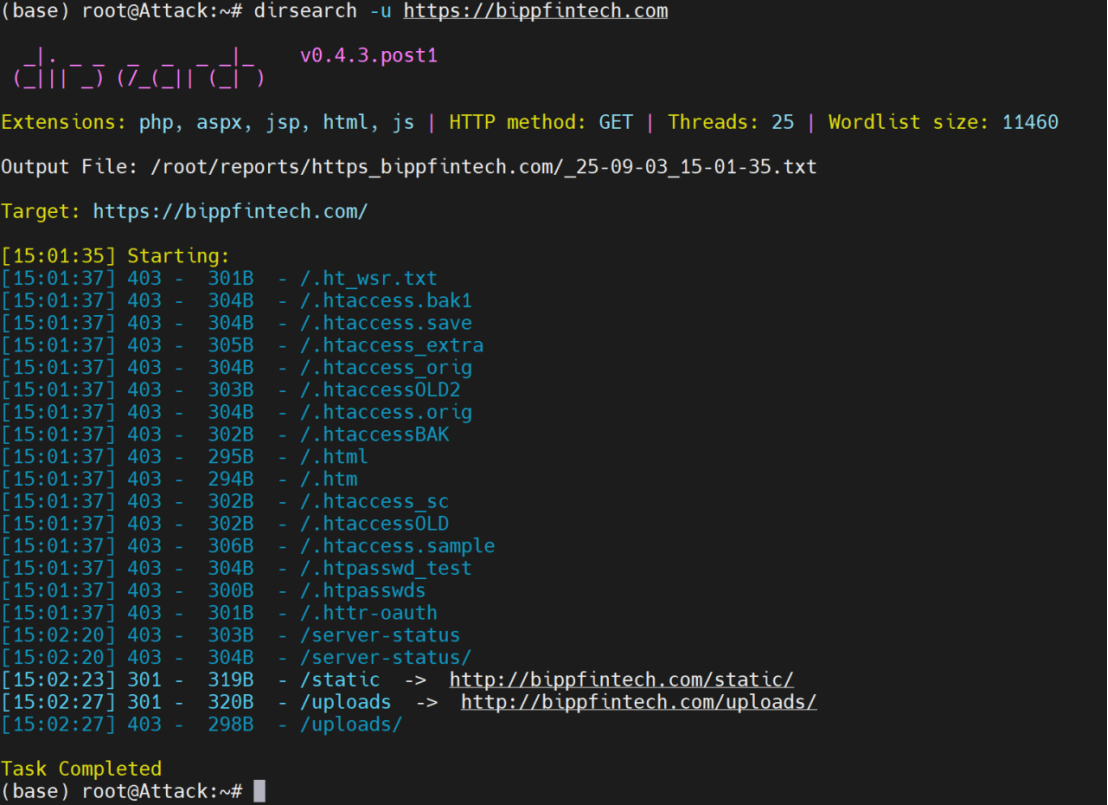 (base) root@Attack:~# dirsearch -u https://bippfintech.com
  _|. _ _  _  _  _ _|_    v0.4.3.post1
 (_||| _) (/_(_|| (_| )
Extensions: php, aspx, jsp, html, js | HTTP method: GET | Threads: 25 | Wordlist size: 11460
Output File: /root/reports/https_bippfintech.com/_25-09-03_15-01-35.txt
Target: https://bippfintech.com/
[15:01:35] Starting:
[15:01:37] 403 -  301B  - /.ht_wsr.txt
[15:01:37] 403 -  304B  - /.htaccess.bak1
[15:01:37] 403 -  304B  - /.htaccess.save
[15:01:37] 403 -  305B  - /.htaccess_extra
[15:01:37] 403 -  304B  - /.htaccess_orig
[15:01:37] 403 -  303B  - /.htaccessOLD2
[15:01:37] 403 -  304B  - /.htaccess.orig
[15:01:37] 403 -  302B  - /.htaccessBAK
[15:01:37] 403 -  295B  - /.html
[15:01:37] 403 -  294B  - /.htm
[15:01:37] 403 -  302B  - /.htaccess_sc
[15:01:37] 403 -  302B  - /.htaccessOLD
[15:01:37] 403 -  306B  - /.htaccess.sample
[15:01:37] 403 -  304B  - /.htpasswd_test
[15:01:37] 403 -  300B  - /.htpasswds
[15:01:37] 403 -  301B  - /.httr-oauth
[15:02:20] 403 -  303B  - /server-status
[15:02:20] 403 -  304B  - /server-status/
[15:02:23] 301 -  319B  - /static  ->  http://bippfintech.com/static/
[15:02:27] 301 -  320B  - /uploads  ->  http://bippfintech.com/uploads/
[15:02:27] 403 -  298B  - /uploads/
Task Completed
(base) root@Attack:~#